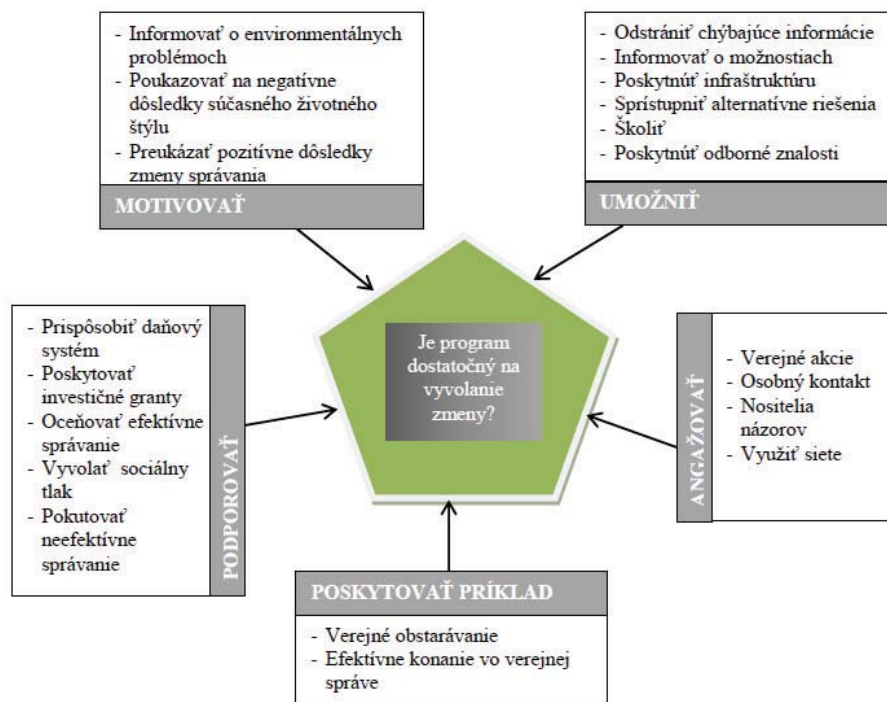 - Informovať o environmentálnych
problémoch
- Poukazovať na negatívne
dôsledky súčasného životného
štýlu
- Preukázať pozitívne dôsledky
zmeny správania
MOTIVOVAŤ
- Odstrániť chýbajúce informácie
- Informovať o možnostiach
- Poskytnúť infraštruktúru
- Sprístupniť alternatívne riešenia
- Školiť
- Poskytnúť odborné znalosti
UMOŽNIŤ
- Prispôsobiť daňový
systém
- Poskytovať
investičné granty
- Oceňovať efektívne
správanie
- Vyvolať sociálny
tlak
- Pokutovať
neefektívne
správanie
PODPOROVAŤ
Je program
dostatočný na
vyvolanie
zmeny?
ANGAŽOVAŤ
- Verejné akcie
- Osobný kontakt
- Nositelia
názorov
- Využiť siete
POSKYTOVAŤ PRÍKLAD
- Verejné obstarávanie
- Efektívne konanie vo verejnej
správe